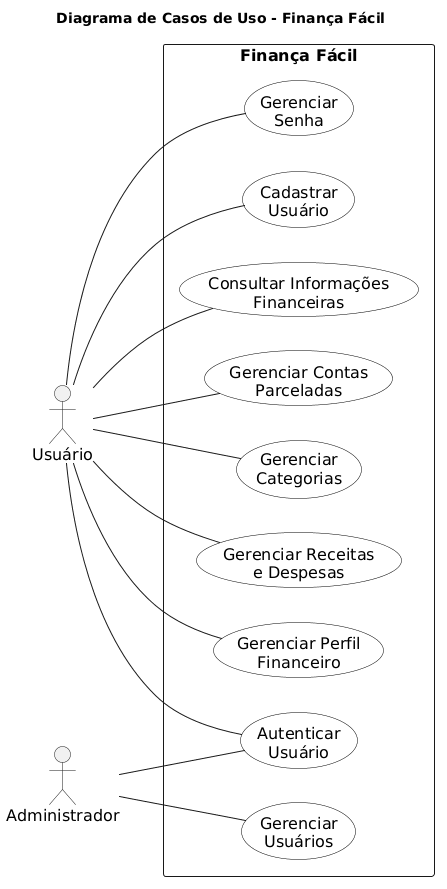 Diagrama de Casos de Uso - Finança Fácil
Finança Fácil
Gerenciar
Senha
Cadastrar
Usuário
Consultar Informações
Financeiras
Gerenciar Contas
Parceladas
Usuário
Gerenciar
Categorias
Gerenciar Receitas
e Despesas
Gerenciar Perfil
Financeiro
Autenticar
Usuário
Administrador
Gerenciar
Usuários